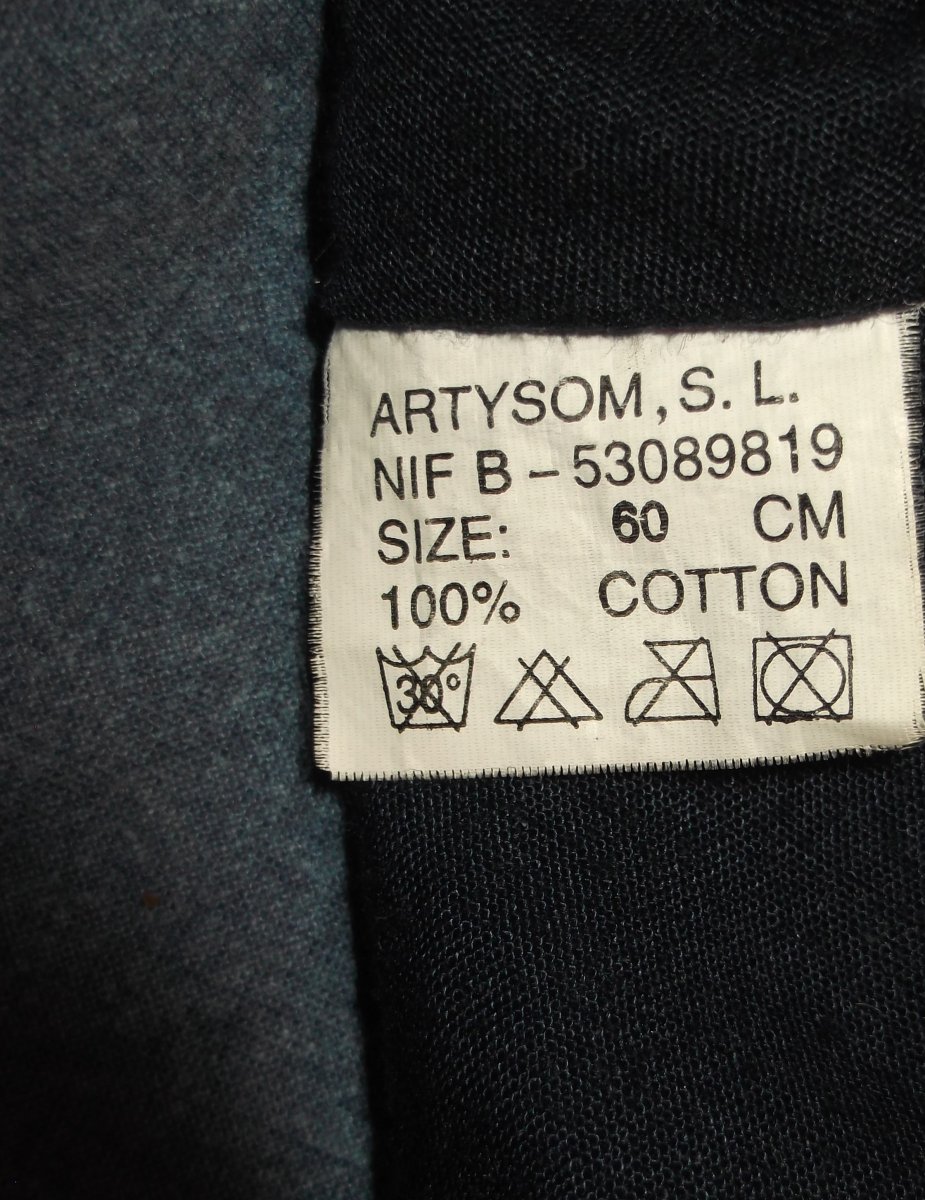 ARTYSOM, S. L.
NIF B – 53089819
SIZE: 60 CM
100% COTTON
30°